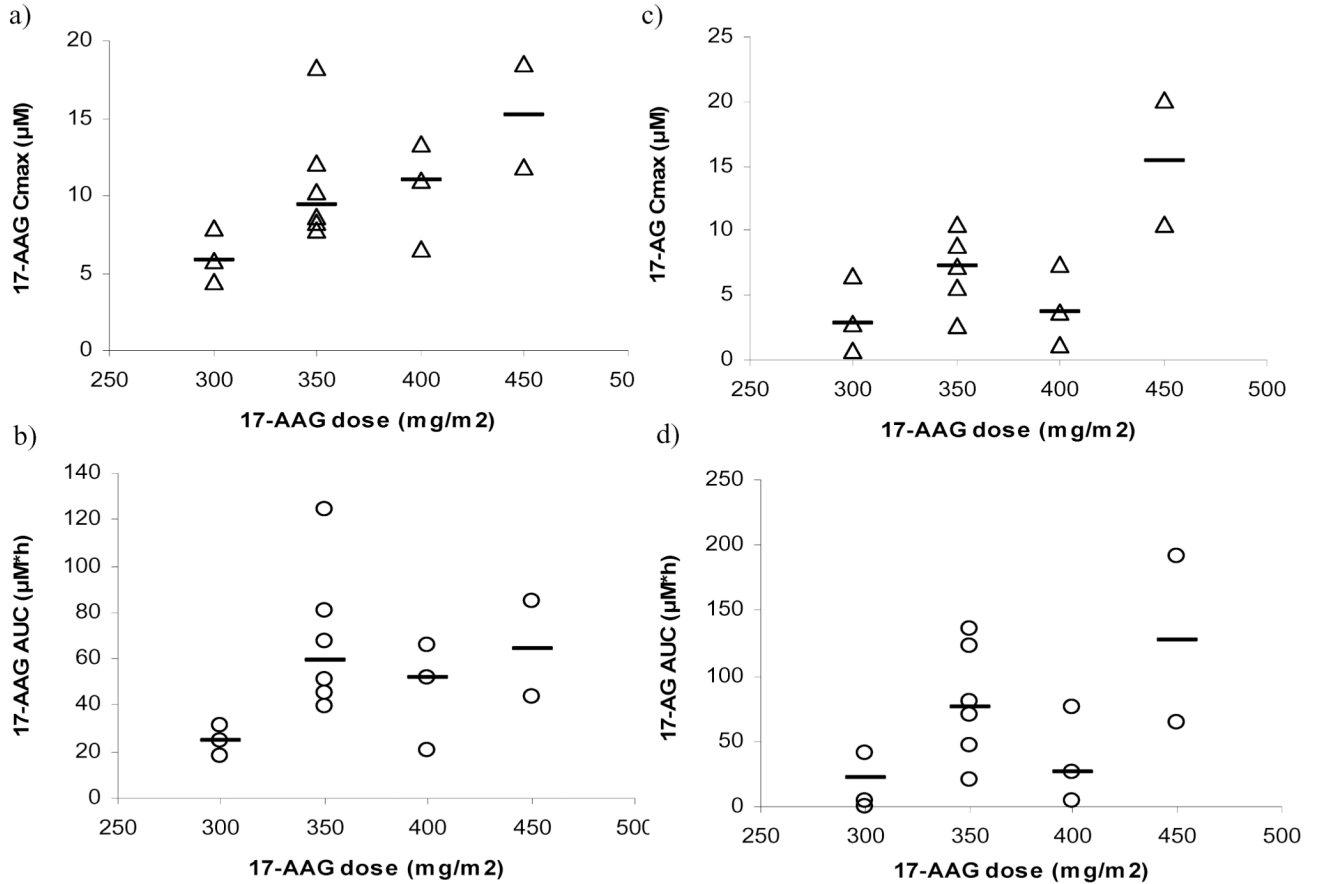 a)
20
15
10
5
0
17-AAG Cmax (µM)
250 300 350 400 450 50
17-AAG dose (mg/m2)
c)
25
20
15
10
5
0
17-AG Cmax (µM)
250 300 350 400 450 500
17-AAG dose (mg/m2)
b)
140
120
100
80
60
40
20
0
17-AAG AUC (µM*h)
250 300 350 400 450 500
17-AAG dose (mg/m2)
d)
250
200
150
100
50
0
17-AG AUC (µM*h)
250 300 350 400 450 500
17-AAG dose (mg/m2)